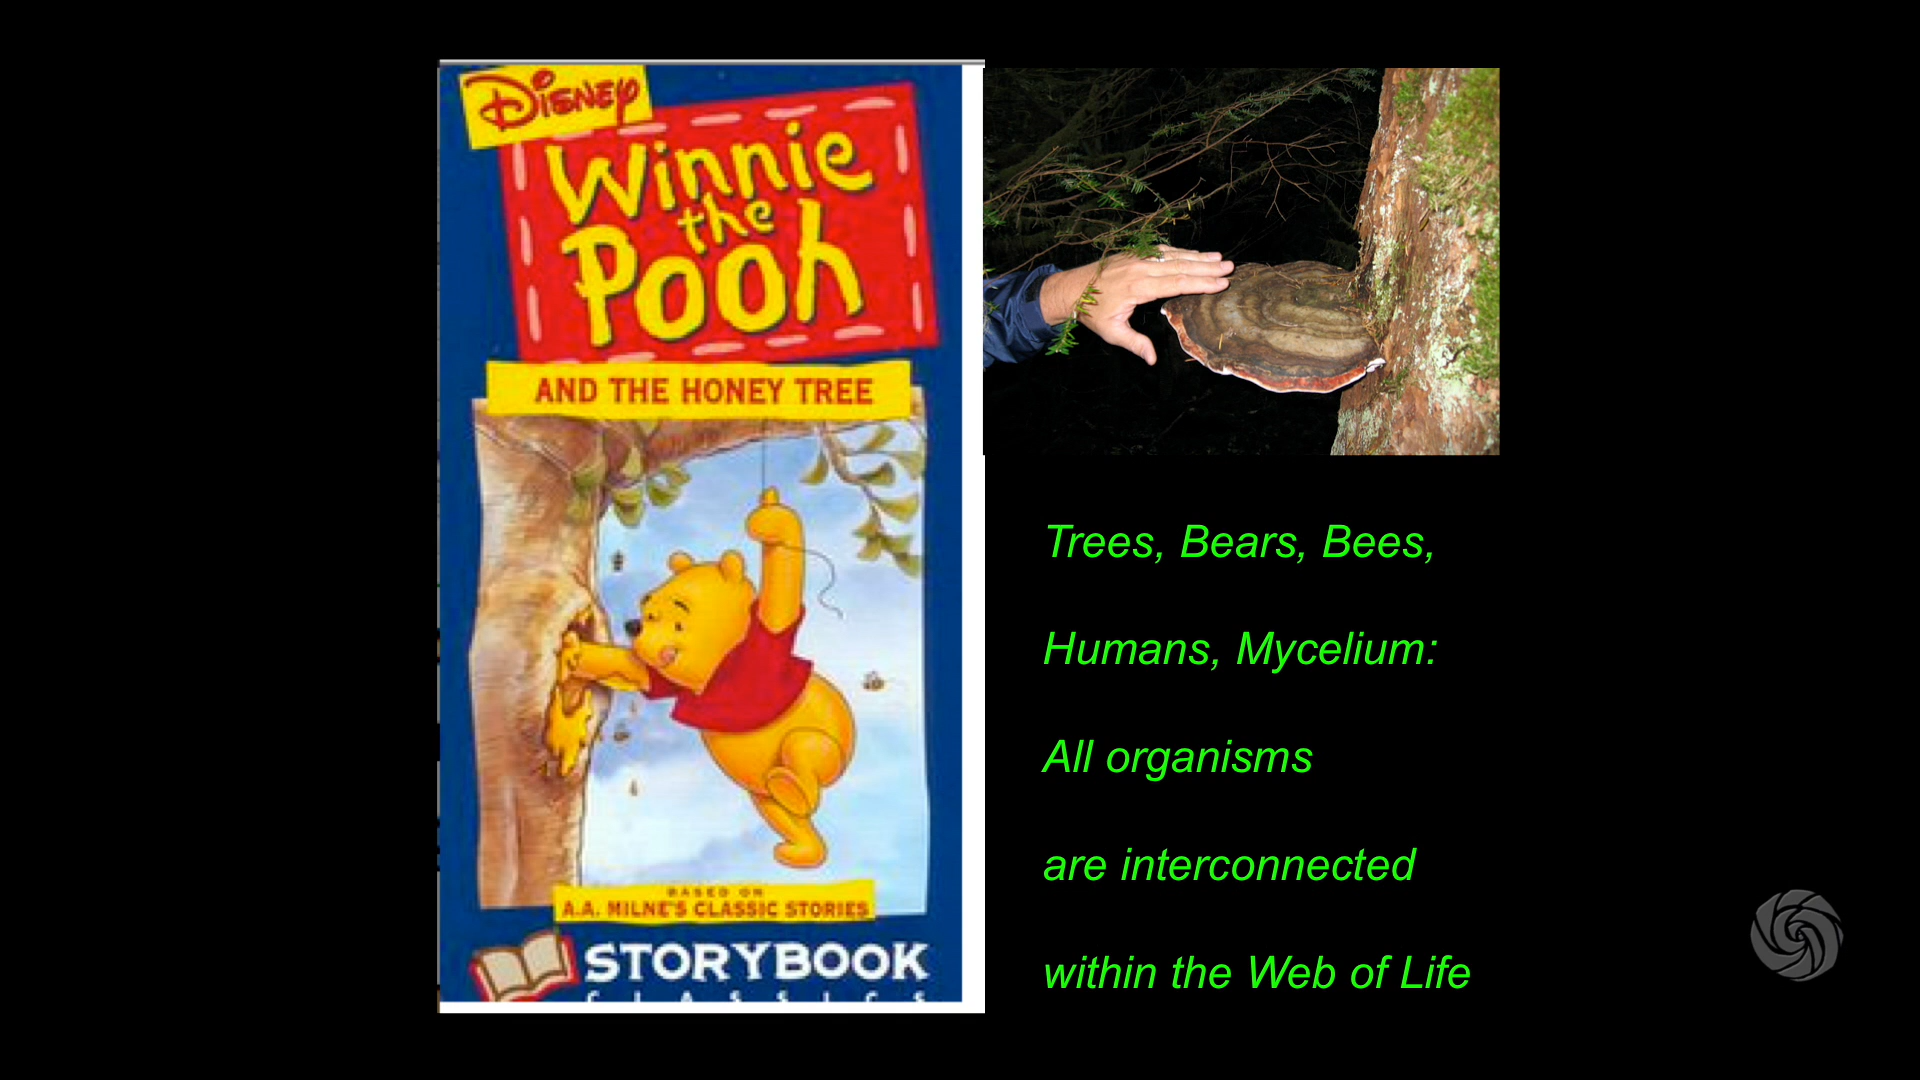 Disney
Winnie
the
Pooh
AND THE HONEY TREE
BASED ON
A.A. MILNE'S CLASSIC STORIES
STORYBOOK
CLASSICS
Trees, Bears, Bees,
Humans, Mycelium:
All organisms
are interconnected
within the Web of Life